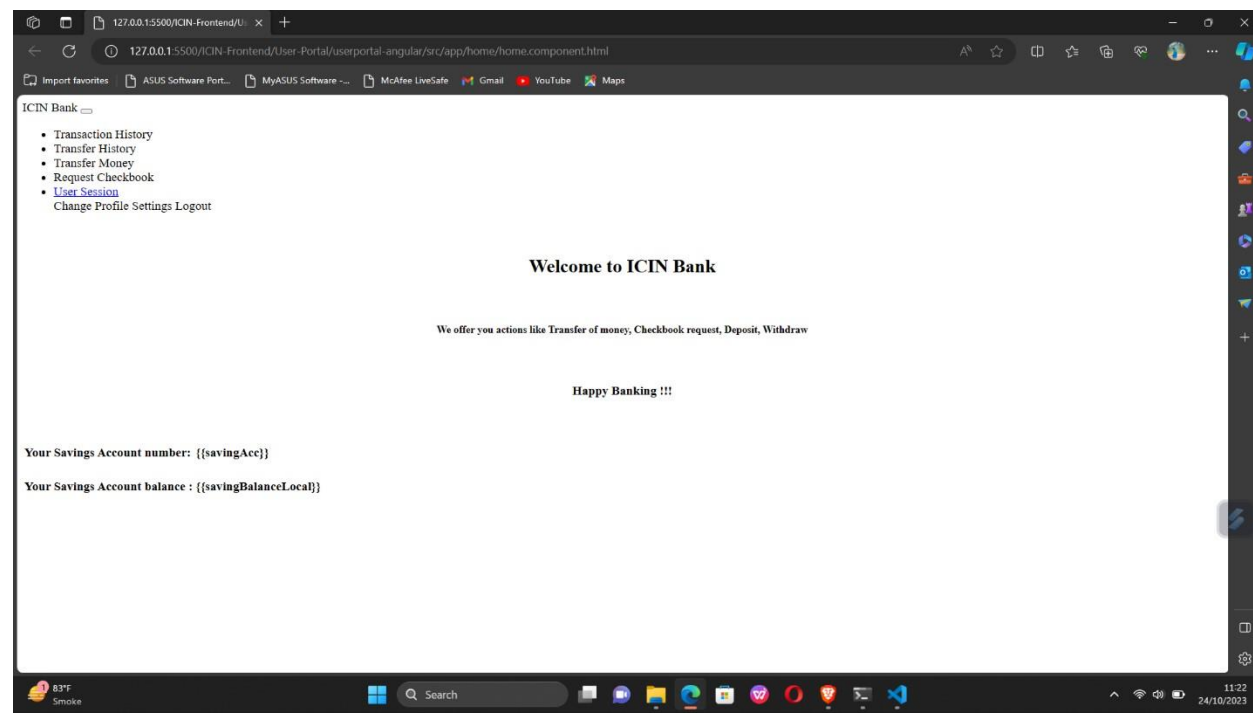 127.0.0.1:5500/ICIN-Frontend/Us
127.0.0.1:5500/ICIN-Frontend/User-Portal/userportal-angular/src/app/home/home.component.html
Import favorites ASUS Software Port... MyASUS Software -... McAfee LiveSafe Gmail YouTube Maps
ICIN Bank
Transaction History
Transfer History
Transfer Money
Request Checkbook
User Session
Change Profile Settings Logout
Welcome to ICIN Bank
We offer you actions like Transfer of money, Checkbook request, Deposit, Withdraw
Happy Banking !!!
Your Savings Account number: {{savingAcc}}
Your Savings Account balance : {{savingBalanceLocal}}
83°F
Smoke
Search
11:22
24/10/2023